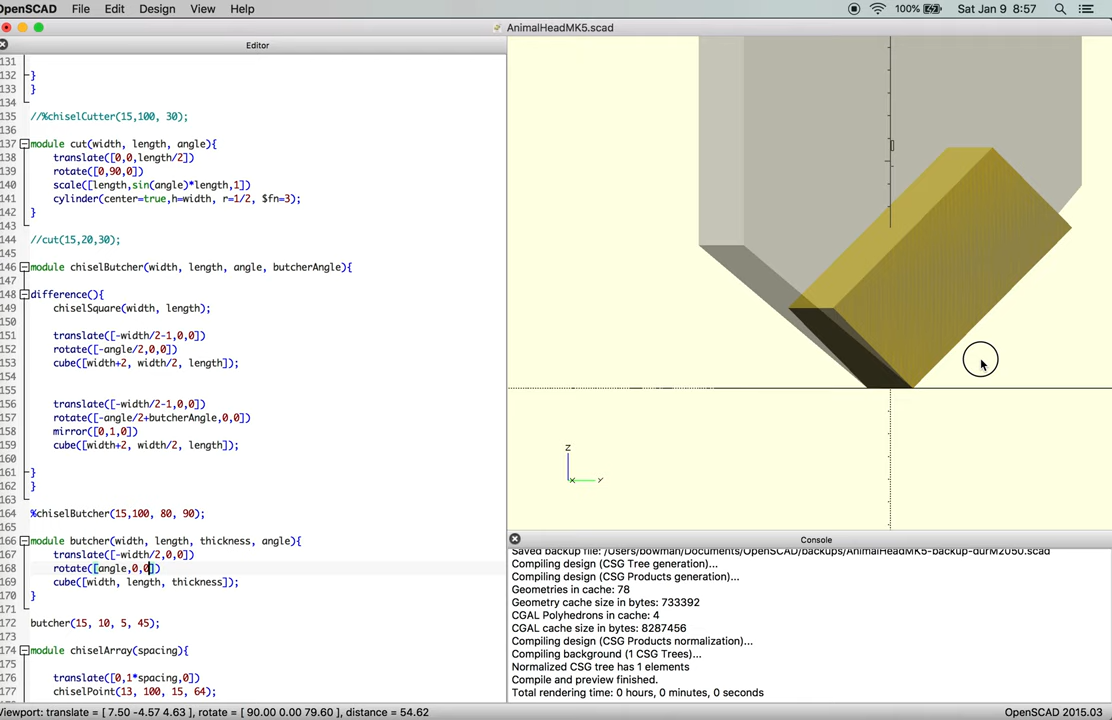 OpenSCAD File Edit Design View Help 100% Sat Jan 9 8:57
AnimalHeadMK5.scad
Editor
131
132 }
133 }
134
135 //%chiselCutter(15,100, 30);
136
137 module cut(width, length, angle){
138 translate([0,0,length/2])
139 rotate([0,90,0])
140 scale([length,sin(angle)*length,1])
141 cylinder(center=true,h=width, r=1/2, $fn=3);
142 }
143
144 //cut(15,20,30);
145
146 module chiselButcher(width, length, angle, butcherAngle){
147
148 difference(){
149 chiselSquare(width, length);
150
151 translate([-width/2-1,0,0])
152 rotate([-angle/2,0,0])
153 cube([width+2, width/2, length]);
154
155
156 translate([-width/2-1,0,0])
157 rotate([-angle/2+butcherAngle,0,0])
158 mirror([0,1,0])
159 cube([width+2, width/2, length]);
160
161 }
162 }
163
164 %chiselButcher(15,100, 80, 90);
165
166 module butcher(width, length, thickness, angle){
167 translate([-width/2,0,0])
168 rotate([angle,0,0])
169 cube([width, length, thickness]);
170 }
171
172 butcher(15, 10, 5, 45);
173
174 module chiselArray(spacing){
175
176 translate([0,1*spacing,0])
177 chiselPoint(13, 100, 15, 64);
Z
X
Y
Console
Saved backup file: /Users/bowman/Documents/OpenSCAD/backups/AnimalHeadMK5-backup-durM2050.scad
Compiling design (CSG Tree generation)...
Compiling design (CSG Products generation)...
Geometries in cache: 78
Geometry cache size in bytes: 733392
CGAL Polyhedrons in cache: 4
CGAL cache size in bytes: 8287456
Compiling design (CSG Products normalization)...
Compiling background (1 CSG Trees)...
Normalized CSG tree has 1 elements
Compile and preview finished.
Total rendering time: 0 hours, 0 minutes, 0 seconds
Viewport: translate = [ 7.50 -4.57 4.63 ], rotate = [ 90.00 0.00 79.60 ], distance = 54.62
OpenSCAD 2015.03